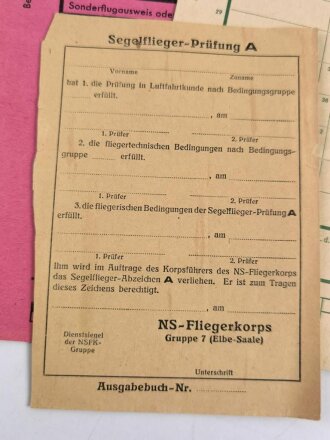 Sonderflugausweis ode
29
Segelflieger-Prüfung A
Vorname Zuname
hat 1. die Prüfung in Luftfahrtkunde nach Bedingungsgruppe
erfüllt.
, am
1. Prüfer 2. Prüfer
2. die fliegertechnischen Bedingungen nach Bedingungs-
gruppe erfüllt.
, am
1. Prüfer 2. Prüfer
3. die fliegerischen Bedingungen der Segelflieger-Prüfung A
erfüllt.
, am
1. Prüfer 2. Prüfer
Ihm wird im Auftrage des Korpsführers des NS-Fliegerkorps
das Segelflieger-Abzeichen A verliehen. Er ist zum Tragen
dieses Zeichens berechtigt.
, am
NS-Fliegerkorps
Gruppe 7 (Elbe-Saale)
Dienstsiegel
der NSFK-
Gruppe
Unterschrift
Ausgabebuch-Nr.